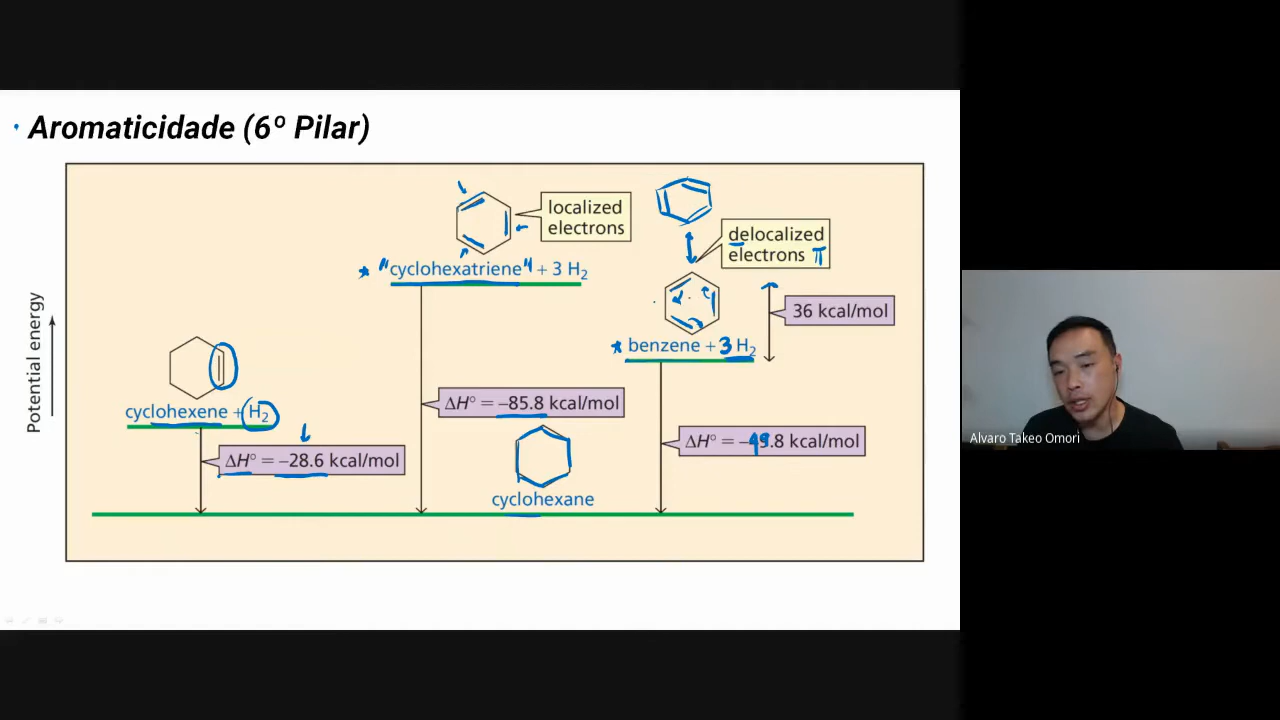 Aromaticidade (6º Pilar)
localized
electrons
delocalized
electrons π
"cyclohexatriene" + 3 H₂
36 kcal/mol
* benzene + 3 H₂
Potential energy
cyclohexene + H₂
ΔH° = –85.8 kcal/mol
ΔH° = –49.8 kcal/mol
ΔH° = –28.6 kcal/mol
cyclohexane
Alvaro Takeo Omori